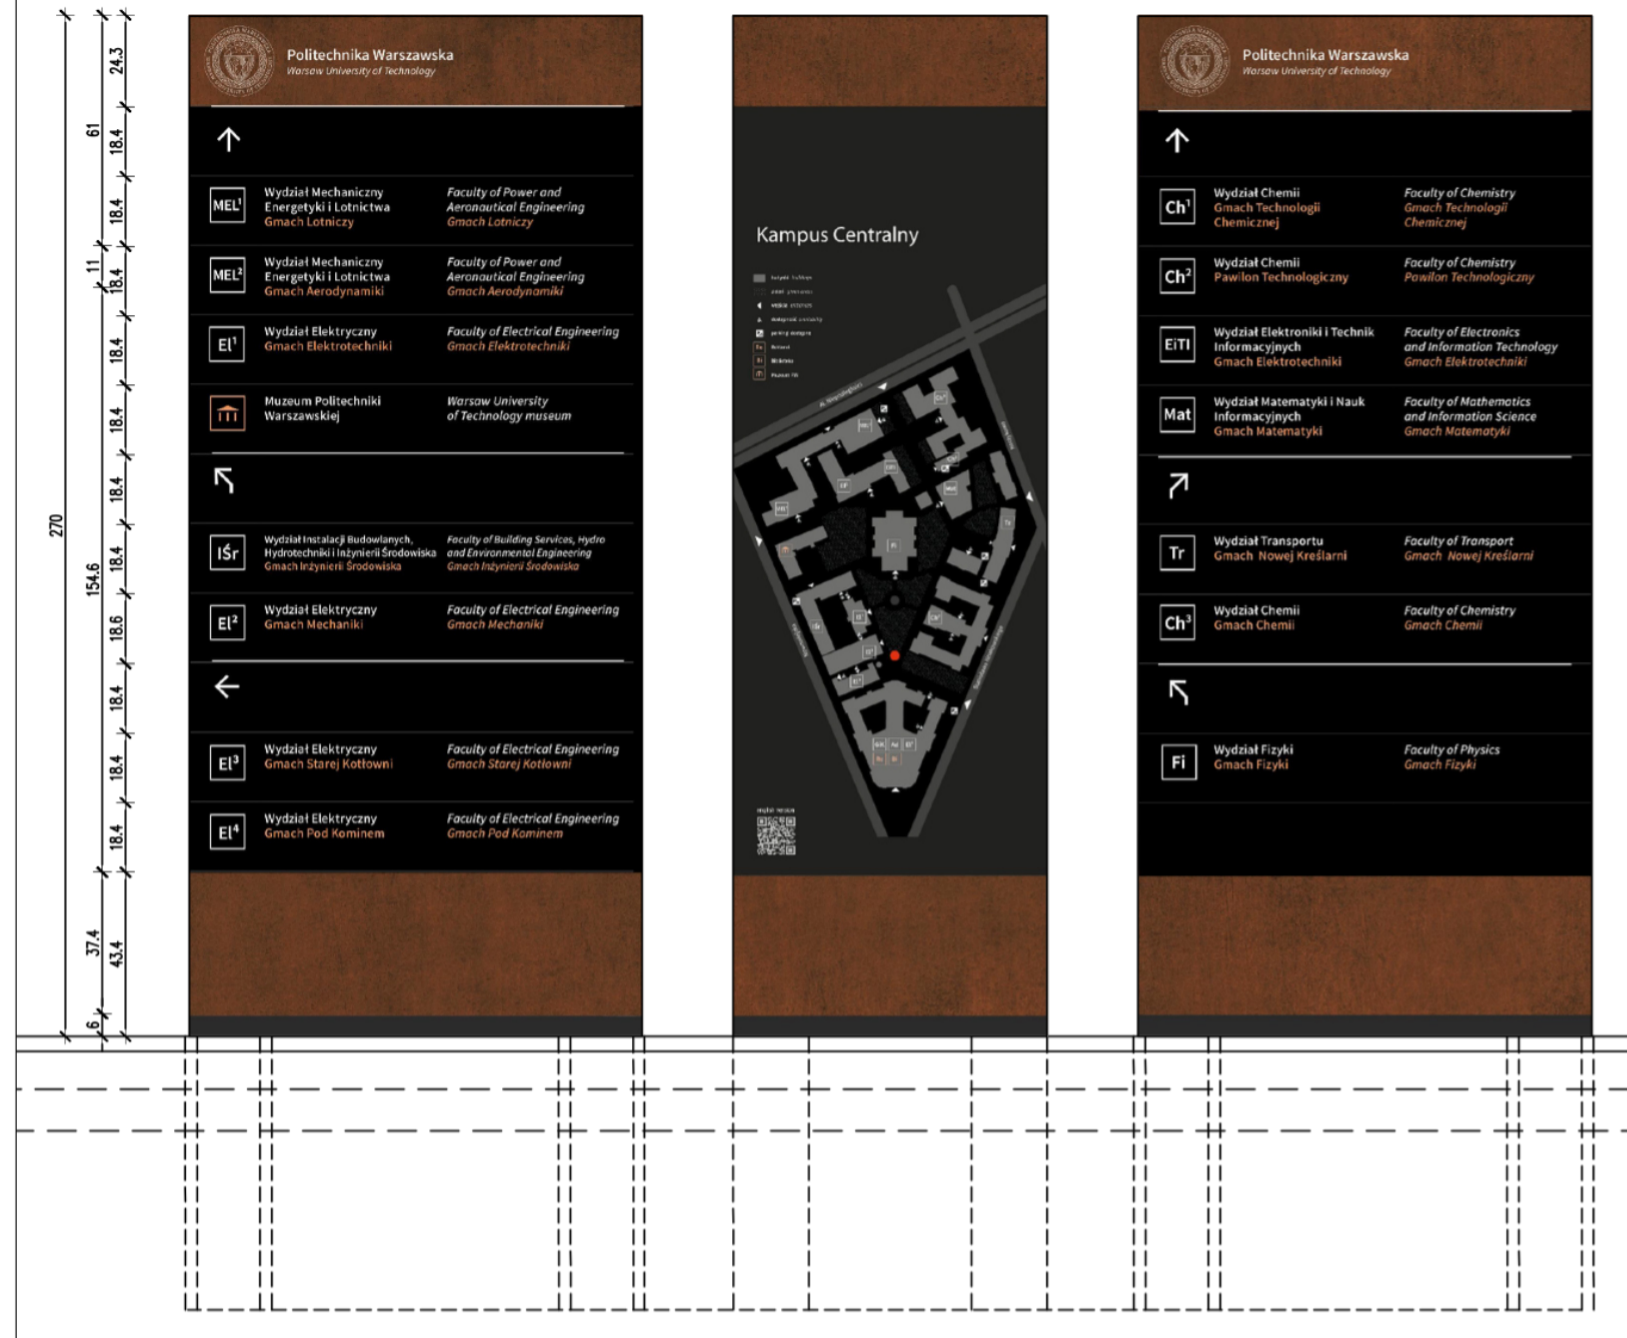 270
61
11
154.6
37.4
6
24.3
18.4
18.4
18.4
18.4
18.4
18.4
18.4
18.6
18.4
18.4
18.4
43.4
Politechnika Warszawska
Warsaw University of Technology
MEL¹
Wydział Mechaniczny
Energetyki i Lotnictwa
Gmach Lotniczy
Faculty of Power and
Aeronautical Engineering
Gmach Lotniczy
MEL²
Wydział Mechaniczny
Energetyki i Lotnictwa
Gmach Aerodynamiki
Faculty of Power and
Aeronautical Engineering
Gmach Aerodynamiki
El¹
Wydział Elektryczny
Gmach Elektrotechniki
Faculty of Electrical Engineering
Gmach Elektrotechniki
Muzeum Politechniki
Warszawskiej
Warsaw University
of Technology museum
IŚr
Wydział Instalacji Budowlanych,
Hydrotechniki i Inżynierii Środowiska
Gmach Inżynierii Środowiska
Faculty of Building Services, Hydro
and Environmental Engineering
Gmach Inżynierii Środowiska
El²
Wydział Elektryczny
Gmach Mechaniki
Faculty of Electrical Engineering
Gmach Mechaniki
El³
Wydział Elektryczny
Gmach Starej Kotłowni
Faculty of Electrical Engineering
Gmach Starej Kotłowni
El⁴
Wydział Elektryczny
Gmach Pod Kominem
Faculty of Electrical Engineering
Gmach Pod Kominem
Kampus Centralny
english version
Politechnika Warszawska
Warsaw University of Technology
Ch¹
Wydział Chemii
Gmach Technologii
Chemicznej
Faculty of Chemistry
Gmach Technologii
Chemicznej
Ch²
Wydział Chemii
Pawilon Technologiczny
Faculty of Chemistry
Pawilon Technologiczny
EiTI
Wydział Elektroniki i Technik
Informacyjnych
Gmach Elektrotechniki
Faculty of Electronics
and Information Technology
Gmach Elektrotechniki
Mat
Wydział Matematyki i Nauk
Informacyjnych
Gmach Matematyki
Faculty of Mathematics
and Information Science
Gmach Matematyki
Tr
Wydział Transportu
Gmach Nowej Kreślarni
Faculty of Transport
Gmach Nowej Kreślarni
Ch³
Wydział Chemii
Gmach Chemii
Faculty of Chemistry
Gmach Chemii
Fi
Wydział Fizyki
Gmach Fizyki
Faculty of Physics
Gmach Fizyki